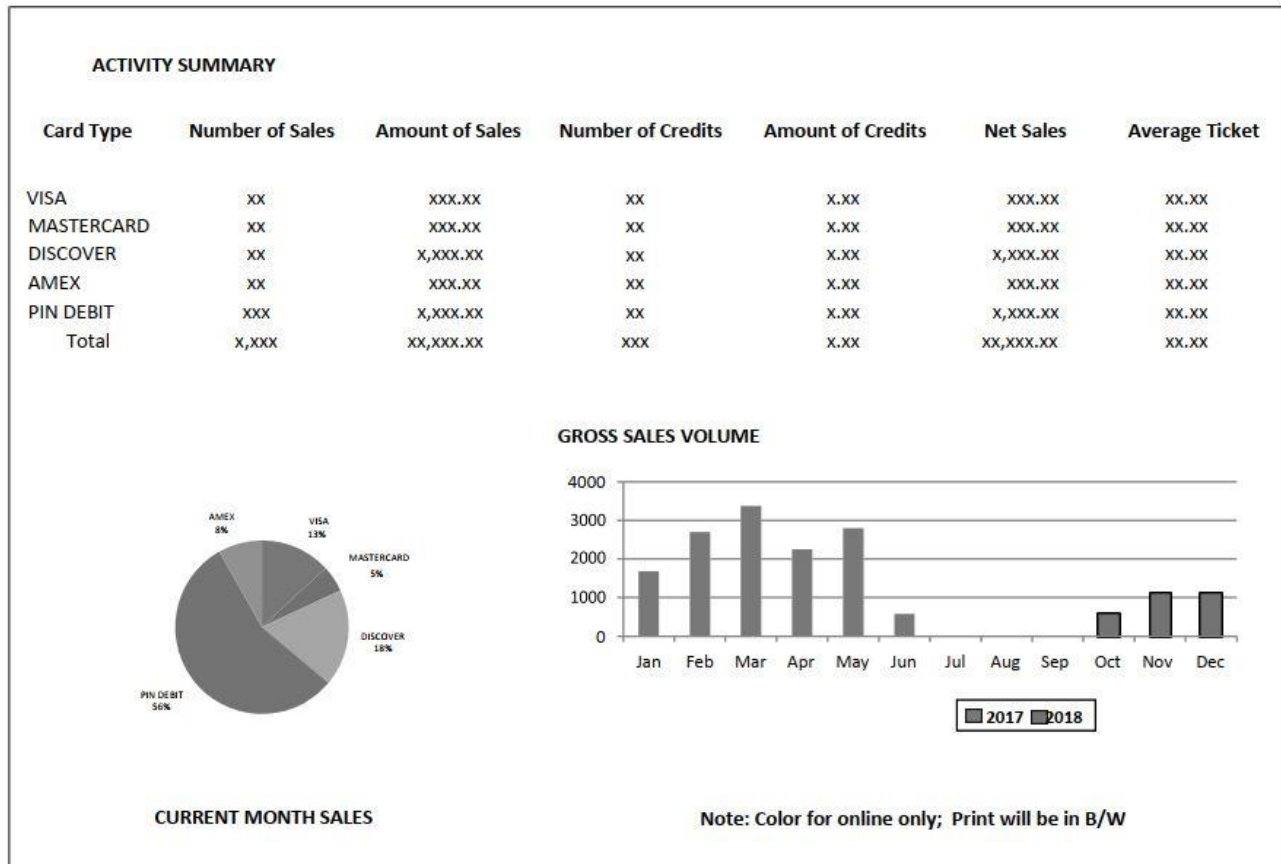 ACTIVITY SUMMARY
Card Type Number of Sales Amount of Sales Number of Credits Amount of Credits Net Sales Average Ticket
VISA xx xxx.xx xx x.xx xxx.xx xx.xx
MASTERCARD xx xxx.xx xx x.xx xxx.xx xx.xx
DISCOVER xx x,xxx.xx xx x.xx x,xxx.xx xx.xx
AMEX xx xxx.xx xx x.xx xxx.xx xx.xx
PIN DEBIT xxx x,xxx.xx xx x.xx x,xxx.xx xx.xx
Total x,xxx xx,xxx.xx xxx x.xx xx,xxx.xx xx.xx
AMEX
8%
VISA
13%
MASTERCARD
5%
DISCOVER
18%
PIN DEBIT
56%
CURRENT MONTH SALES
GROSS SALES VOLUME
4000
3000
2000
1000
0
Jan Feb Mar Apr May Jun Jul Aug Sep Oct Nov Dec
2017 2018
Note: Color for online only; Print will be in B/W